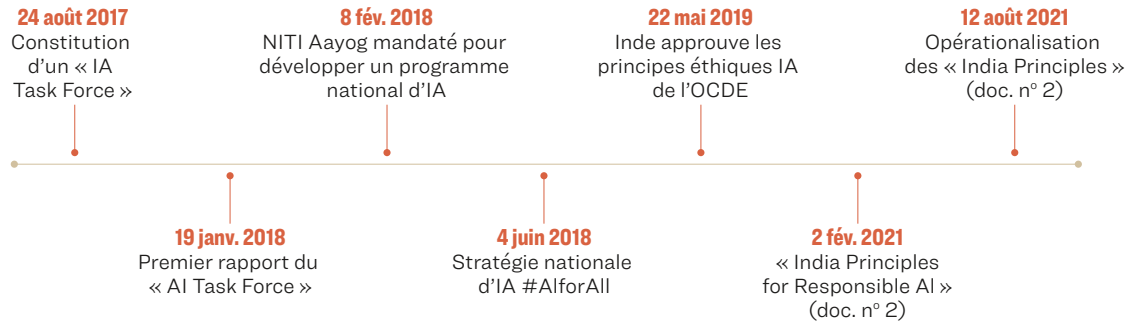 24 août 2017
Constitution
d’un « IA
Task Force »
8 fév. 2018
NITI Aayog mandaté pour
développer un programme
national d’IA
22 mai 2019
Inde approuve les
principes éthiques IA
de l’OCDE
12 août 2021
Opérationalisation
des « India Principles »
(doc. nº 2)
19 janv. 2018
Premier rapport du
« AI Task Force »
4 juin 2018
Stratégie nationale
d’IA #AIforAll
2 fév. 2021
« India Principles
for Responsible AI »
(doc. nº 2)